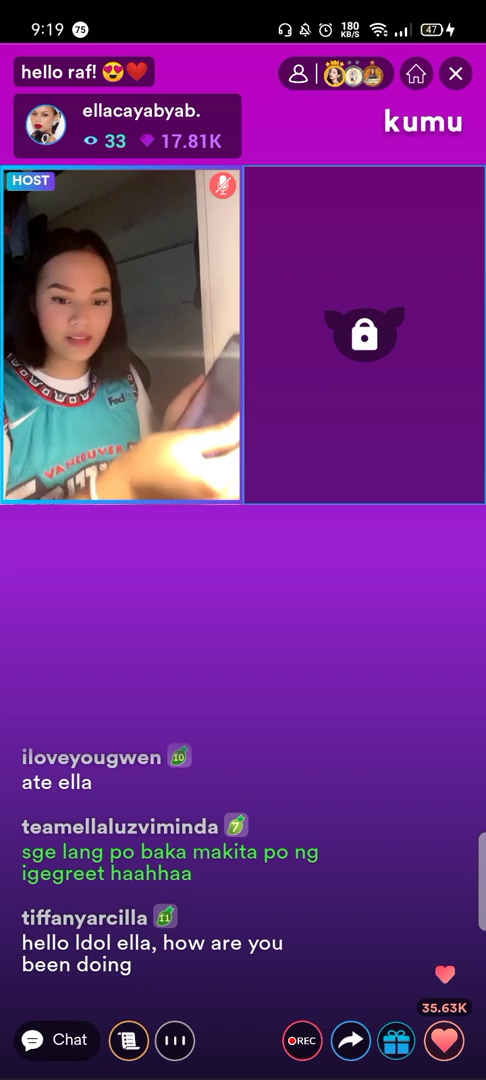 9:19 75 180 KB/S 47
hello raf! 😍❤️
ellacayabyab.
33 17.81K
kumu
HOST
FedE
VANCOUVER
iloveyougwen 10
ate ella
teamellaluzviminda 7
sge lang po baka makita po ng
igegreet haahhaa
tiffanyarcilla 11
hello Idol ella, how are you
been doing
35.63K
Chat
REC